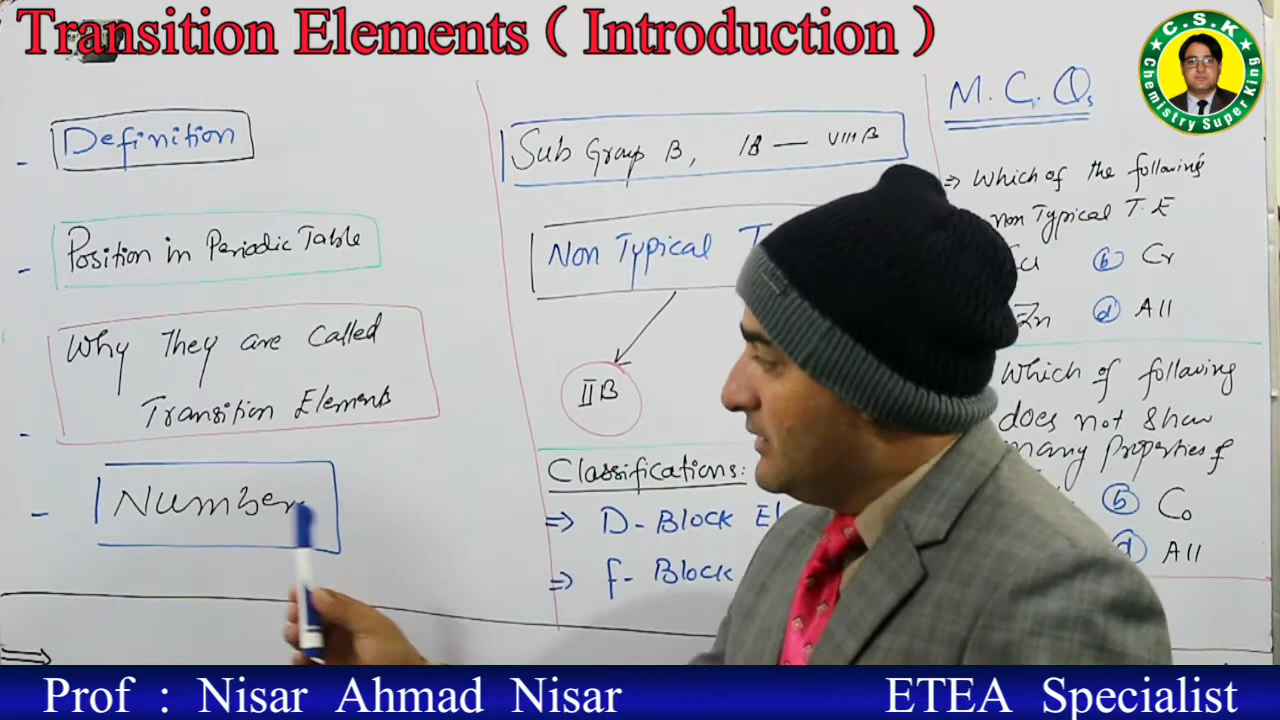 Transition Elements ( Introduction )
C.S.K
Chemistry Super King
- Definition
- Position in Periodic Table
- Why They are Called
Transition Elements
- Number
Sub Group B, IB — VIIIB
Non Typical T
IIB
Classifications:
⇒ D-Block El
⇒ f-Block
M.C.Qs
⇒ Which of the following
non Typical T.E
(b) Cr
Zn (d) All
Which of following
does not show
many Properties of
(b) Co
(d) All
Prof : Nisar Ahmad Nisar ETEA Specialist